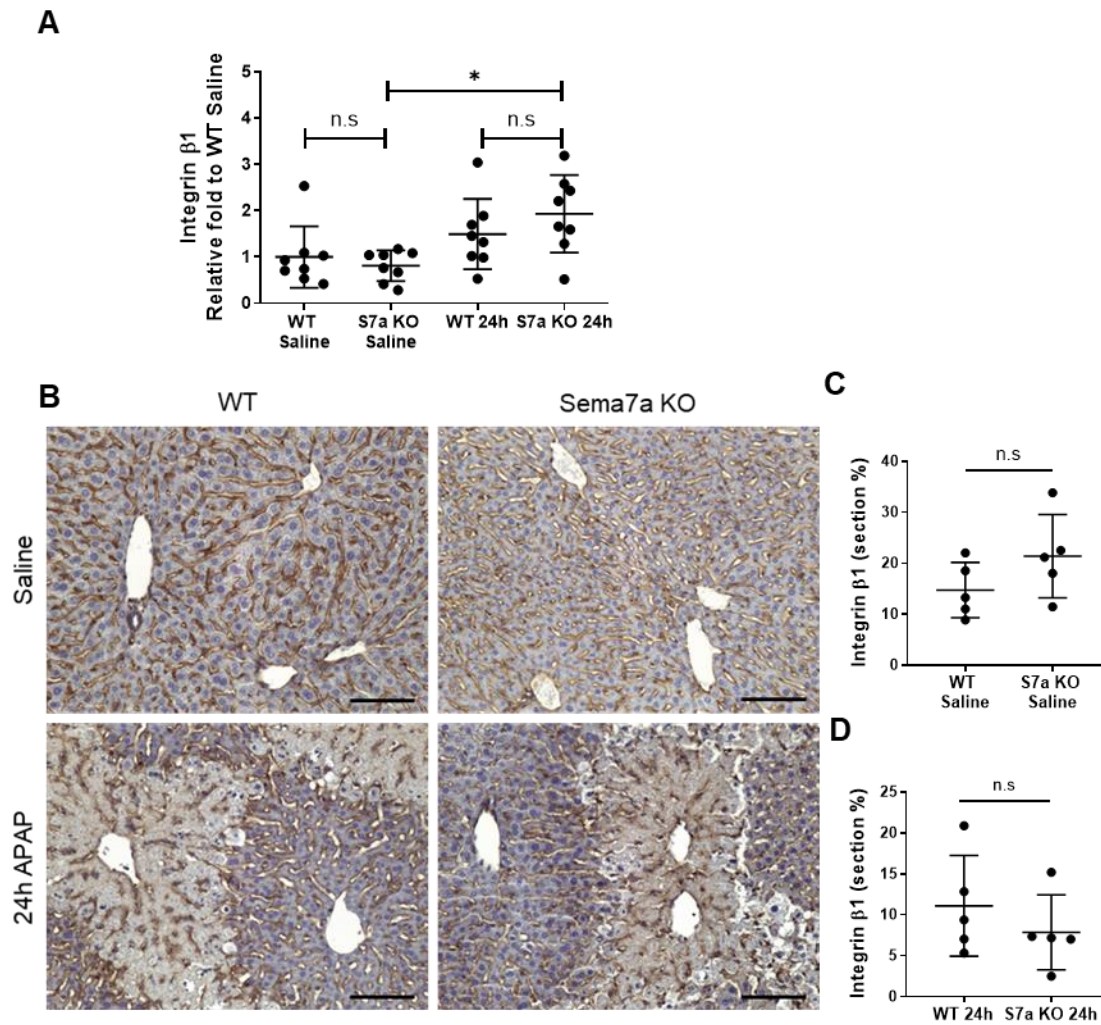 A
Integrin β1
Relative fold to WT Saline
5
4
3
2
1
0
*
n.s
n.s
WT
Saline
S7a KO
Saline
WT 24h
S7a KO 24h
B
WT
Sema7a KO
Saline
24h APAP
C
Integrin β1 (section %)
40
30
20
10
0
n.s
WT
Saline
S7a KO
Saline
D
Integrin β1 (section %)
25
20
15
10
5
0
n.s
WT 24h
S7a KO 24h